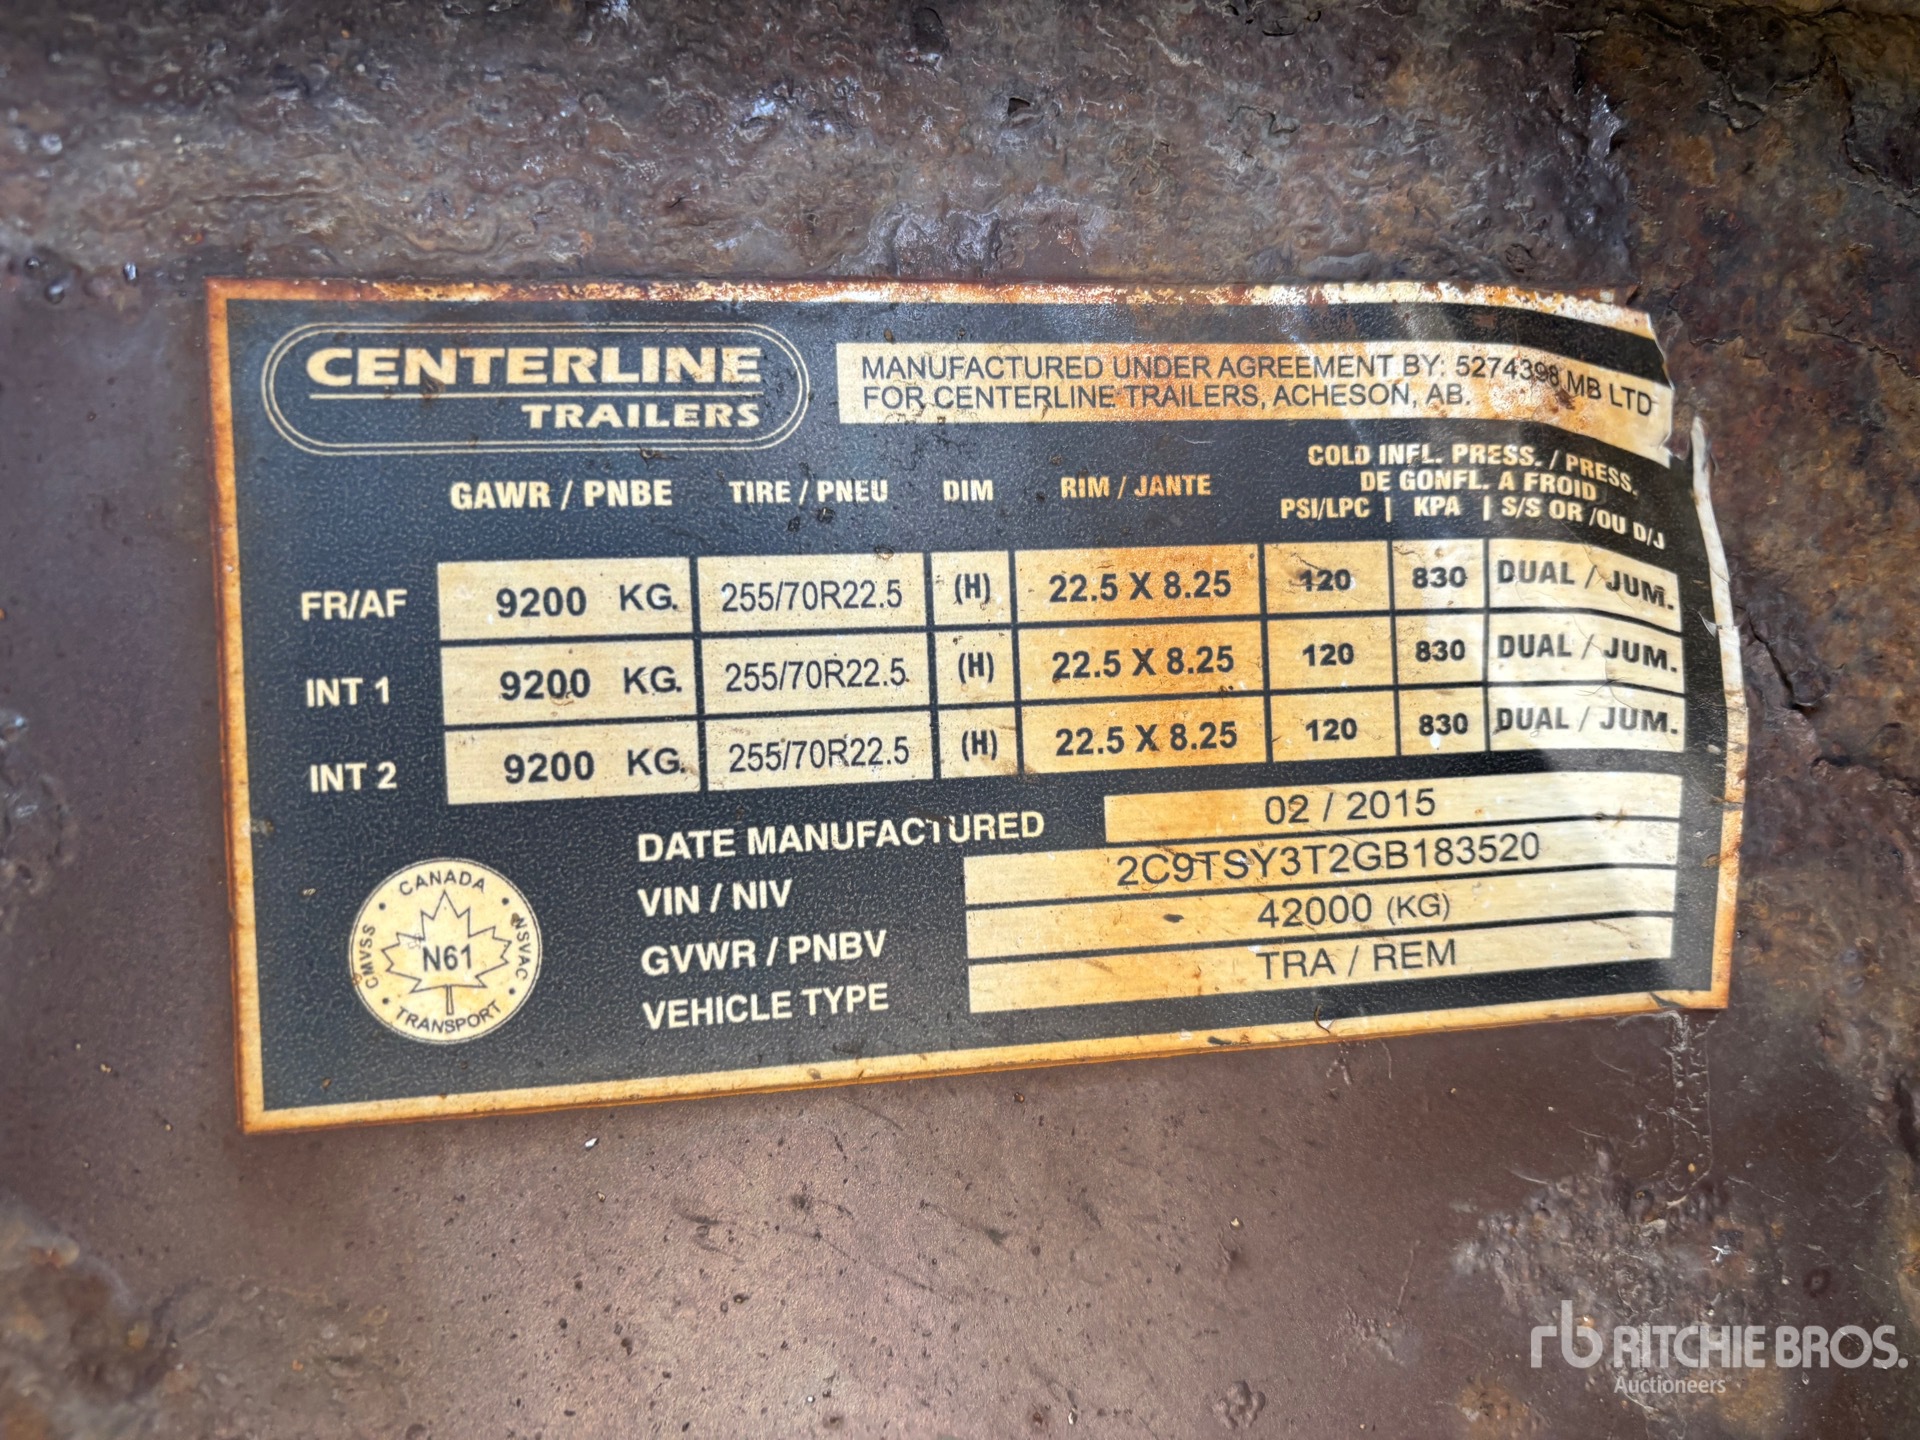 CENTERLINE
TRAILERS
MANUFACTURED UNDER AGREEMENT BY: 5274398 MB LTD
FOR CENTERLINE TRAILERS, ACHESON, AB.
GAWR / PNBE TIRE / PNEU DIM RIM / JANTE COLD INFL. PRESS. / PRESS.
DE GONFL. A FROID
PSI/LPC | KPA | S/S OR /OU D/J
FR/AF 9200 KG. 255/70R22.5 (H) 22.5 X 8.25 120 830 DUAL / JUM.
INT 1 9200 KG. 255/70R22.5 (H) 22.5 X 8.25 120 830 DUAL / JUM.
INT 2 9200 KG. 255/70R22.5 (H) 22.5 X 8.25 120 830 DUAL / JUM.
DATE MANUFACTURED 02 / 2015
VIN / NIV 2C9TSY3T2GB183520
GVWR / PNBV 42000 (KG)
VEHICLE TYPE TRA / REM
CANADA
CMVSS • NSVAC
N61
TRANSPORT
rb RITCHIE BROS.
Auctioneers